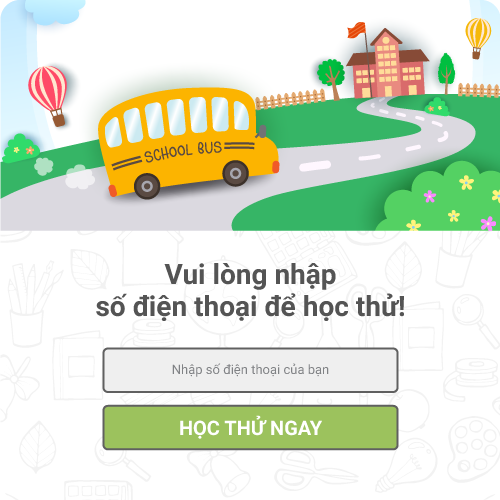 SCHOOL BUS
Vui lòng nhập
số điện thoại để học thử!
Nhập số điện thoại của bạn
HỌC THỬ NGAY